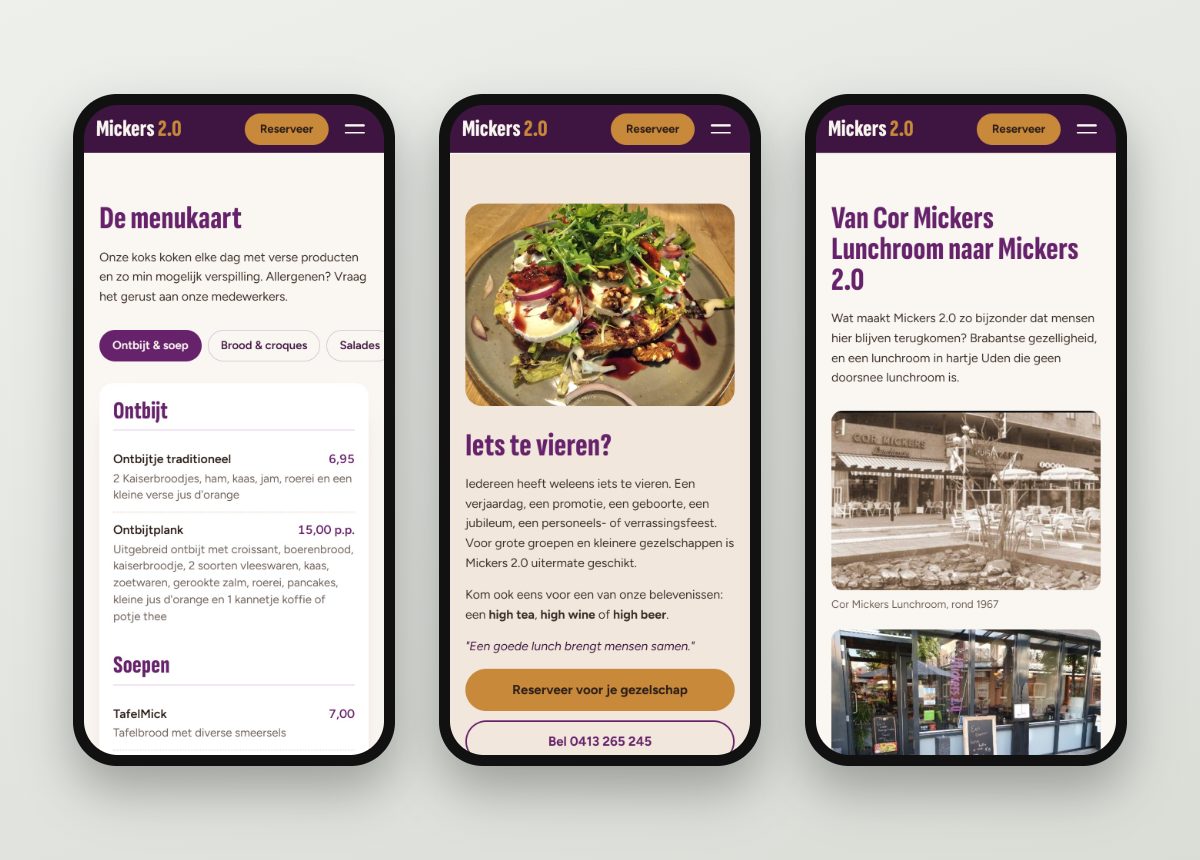 Mickers 2.0
Reserveer
De menukaart
Onze koks koken elke dag met verse producten
en zo min mogelijk verspilling. Allergenen? Vraag
het gerust aan onze medewerkers.
Ontbijt & soep
Brood & croques
Salades
Ontbijt
Ontbijtje traditioneel 6,95
2 Kaiserbroodjes, ham, kaas, jam, roerei en een
kleine verse jus d'orange
Ontbijtplank 15,00 p.p.
Uitgebreid ontbijt met croissant, boerenbrood,
kaiserbroodje, 2 soorten vleeswaren, kaas,
zoetwaren, gerookte zalm, roerei, pancakes,
kleine jus d'orange en 1 kannetje koffie of
potje thee
Soepen
TafelMick 7,00
Tafelbrood met diverse smeersels
Mickers 2.0
Reserveer
Iets te vieren?
Iedereen heeft weleens iets te vieren. Een
verjaardag, een promotie, een geboorte, een
jubileum, een personeels- of verrassingsfeest.
Voor grote groepen en kleinere gezelschappen is
Mickers 2.0 uitermate geschikt.
Kom ook eens voor een van onze belevenissen:
een high tea, high wine of high beer.
"Een goede lunch brengt mensen samen."
Reserveer voor je gezelschap
Bel 0413 265 245
Mickers 2.0
Reserveer
Van Cor Mickers
Lunchroom naar Mickers
2.0
Wat maakt Mickers 2.0 zo bijzonder dat mensen
hier blijven terugkomen? Brabantse gezelligheid,
en een lunchroom in hartje Uden die geen
doorsnee lunchroom is.
COR MICKERS
Cor Mickers Lunchroom, rond 1967
Mickers 2.0